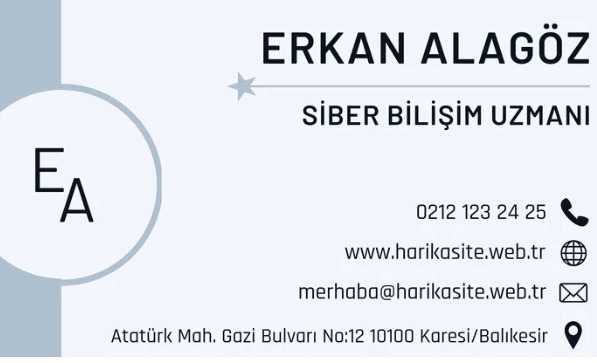 ERKAN ALAGÖZ
SİBER BİLİŞİM UZMANI
EA
0212 123 24 25
www.harikasite.web.tr
merhaba@harikasite.web.tr
Atatürk Mah. Gazi Bulvarı No:12 10100 Karesi/Balıkesir